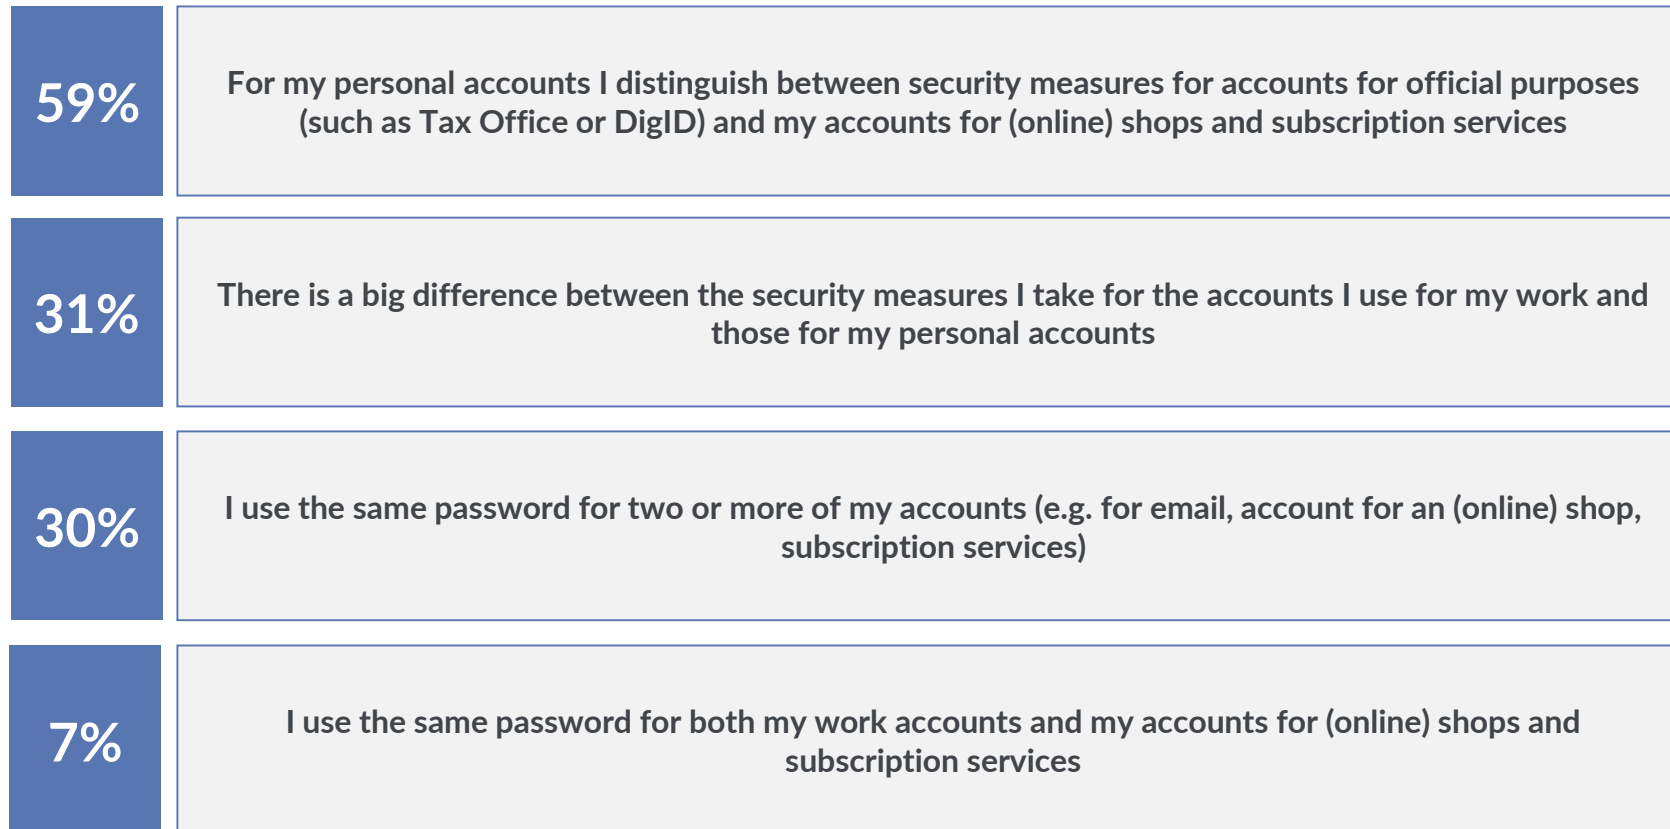 59%
For my personal accounts I distinguish between security measures for accounts for official purposes
(such as Tax Office or DigID) and my accounts for (online) shops and subscription services
31%
There is a big difference between the security measures I take for the accounts I use for my work and
those for my personal accounts
30%
I use the same password for two or more of my accounts (e.g. for email, account for an (online) shop,
subscription services)
7%
I use the same password for both my work accounts and my accounts for (online) shops and
subscription services